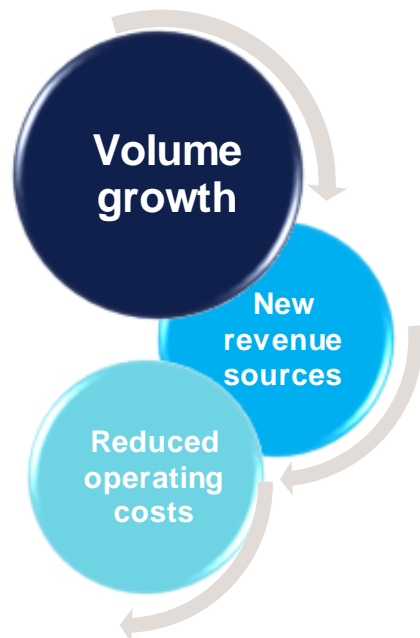 Volume
growth
New
revenue
sources
Reduced
operating
costs